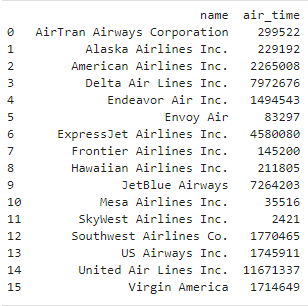 name air_time
0 AirTran Airways Corporation 299522
1 Alaska Airlines Inc. 229192
2 American Airlines Inc. 2265008
3 Delta Air Lines Inc. 7972676
4 Endeavor Air Inc. 1494543
5 Envoy Air 83297
6 ExpressJet Airlines Inc. 4580080
7 Frontier Airlines Inc. 145200
8 Hawaiian Airlines Inc. 211805
9 JetBlue Airways 7264203
10 Mesa Airlines Inc. 35516
11 SkyWest Airlines Inc. 2421
12 Southwest Airlines Co. 1770465
13 US Airways Inc. 1745911
14 United Air Lines Inc. 11671337
15 Virgin America 1714649